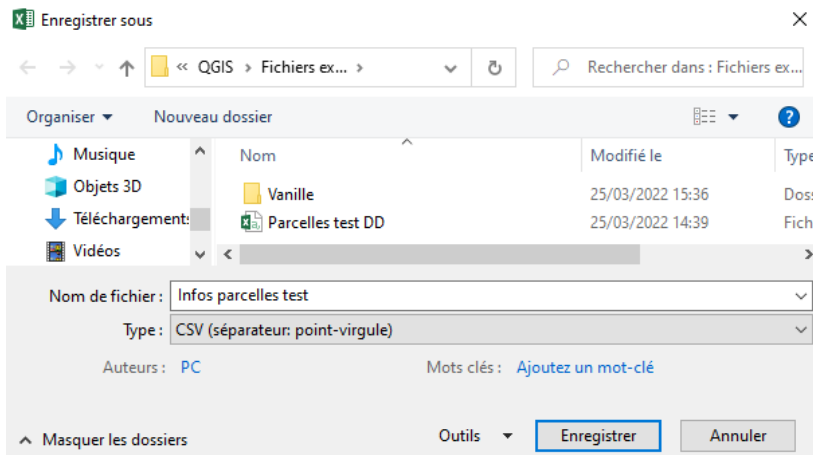 Enregistrer sous
« QGIS › Fichiers ex... ›
Rechercher dans : Fichiers ex...
Organiser
Nouveau dossier
Musique
Objets 3D
Téléchargements
Vidéos
Nom
Modifié le
Type
Vanille
25/03/2022 15:36
Doss
Parcelles test DD
25/03/2022 14:39
Fich
Nom de fichier : Infos parcelles test
Type : CSV (séparateur: point-virgule)
Auteurs : PC
Mots clés : Ajoutez un mot-clé
Masquer les dossiers
Outils
Enregistrer
Annuler